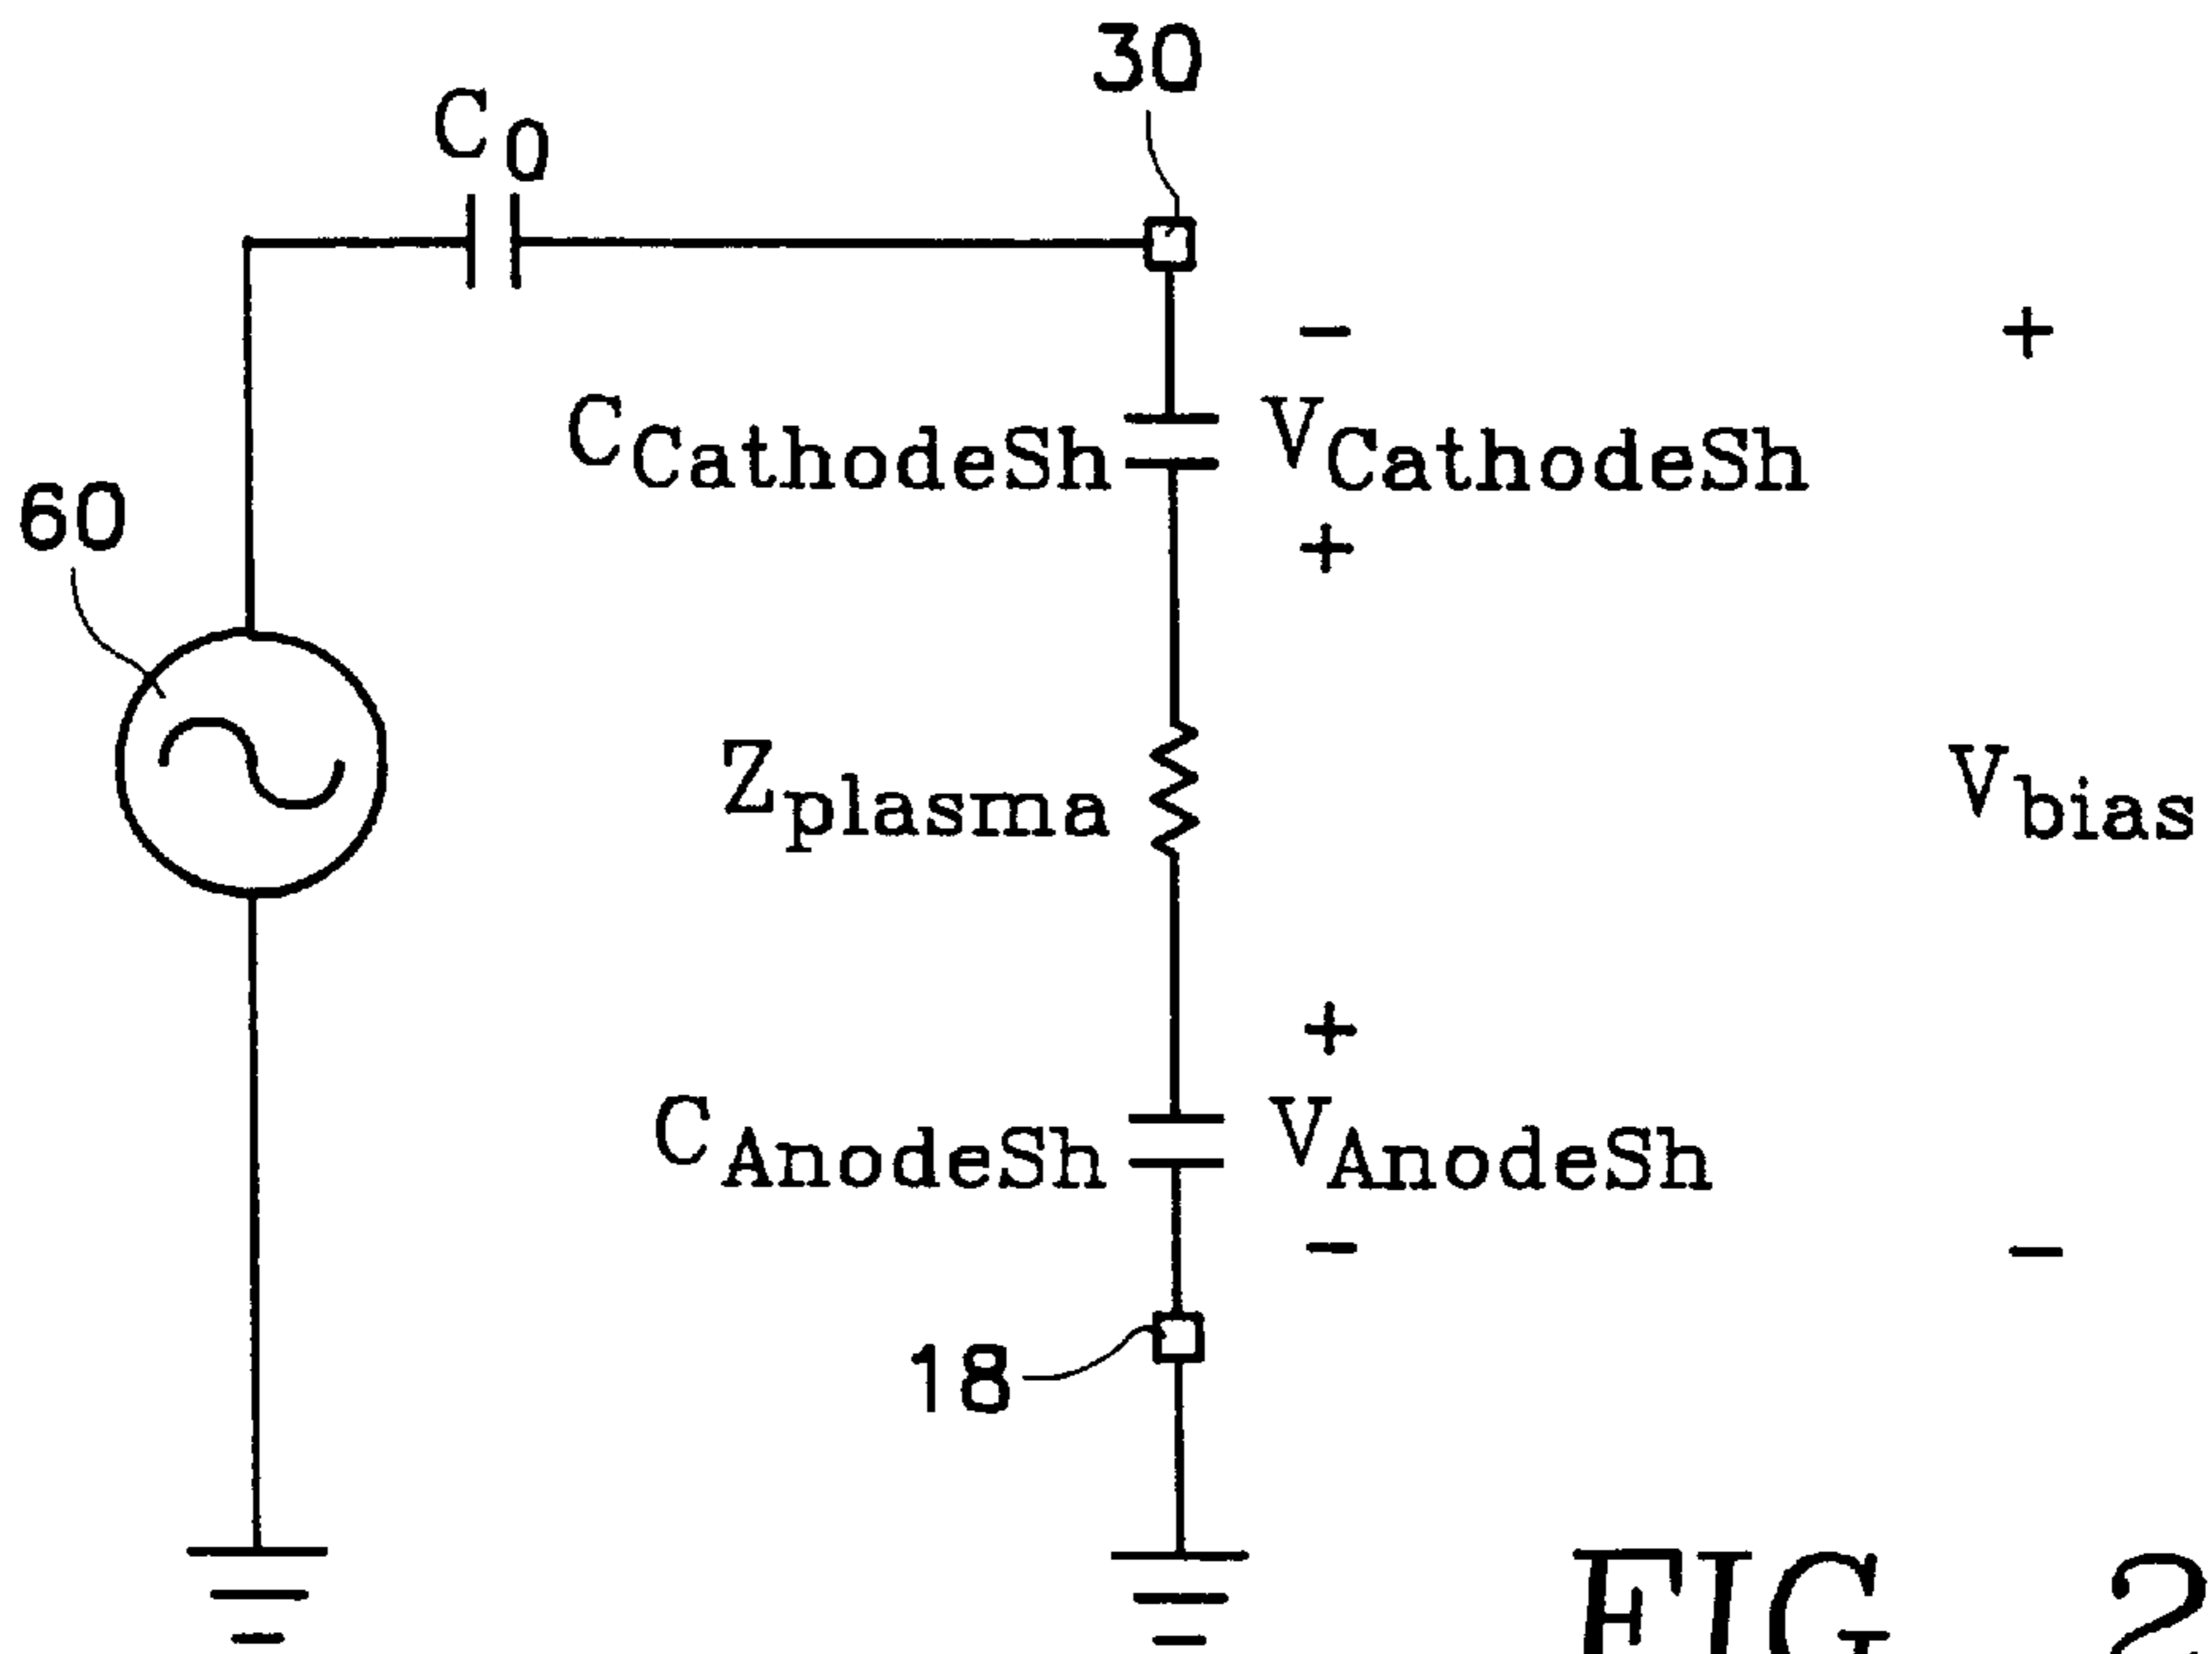 30
C0
-
+
CCathodeSh VCathodeSh
60
+
Zplasma
Vbias
+
CAnodeSh VAnodeSh
-
-
18
FIG. 2